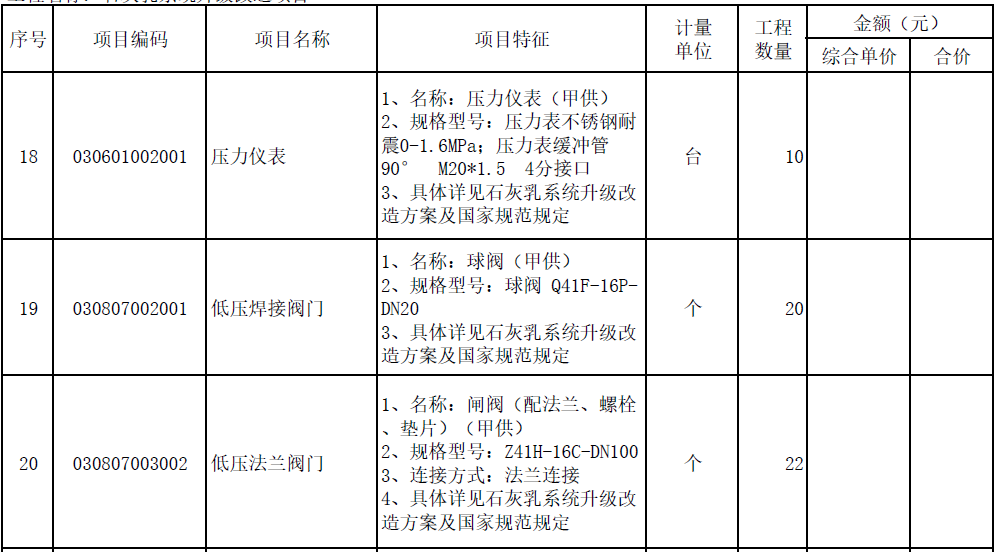 序号 项目编码 项目名称 项目特征 计量单位 工程数量 金额（元）
综合单价 合价
18 030601002001 压力仪表 1、名称：压力仪表（甲供）
2、规格型号：压力表不锈钢耐
震0-1.6MPa；压力表缓冲管
90° M20*1.5 4分接口
3、具体详见石灰乳系统升级改
造方案及国家规范规定
台 10
19 030807002001 低压焊接阀门 1、名称：球阀（甲供）
2、规格型号：球阀 Q41F-16P-
DN20
3、具体详见石灰乳系统升级改
造方案及国家规范规定
个 20
20 030807003002 低压法兰阀门 1、名称：闸阀（配法兰、螺栓
、垫片）（甲供）
2、规格型号：Z41H-16C-DN100
3、连接方式：法兰连接
4、具体详见石灰乳系统升级改
造方案及国家规范规定
个 22